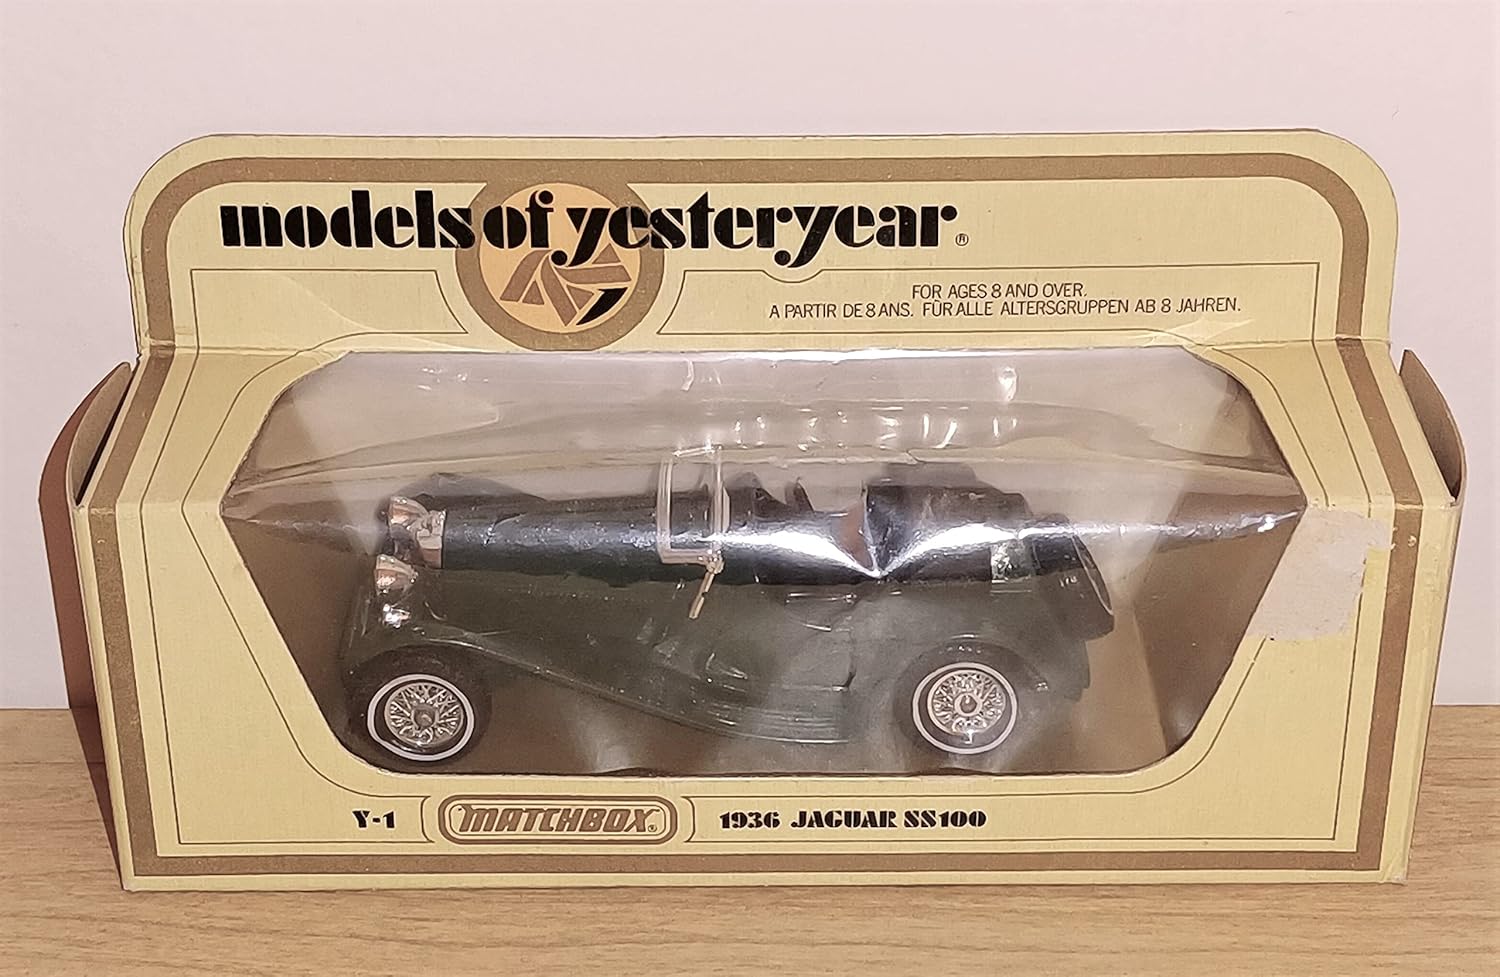 models of yesteryear®
FOR AGES 8 AND OVER.
A PARTIR DE 8 ANS. FÜR ALLE ALTERSGRUPPEN AB 8 JAHREN.
Y-1 MATCHBOX® 1936 JAGUAR SS100